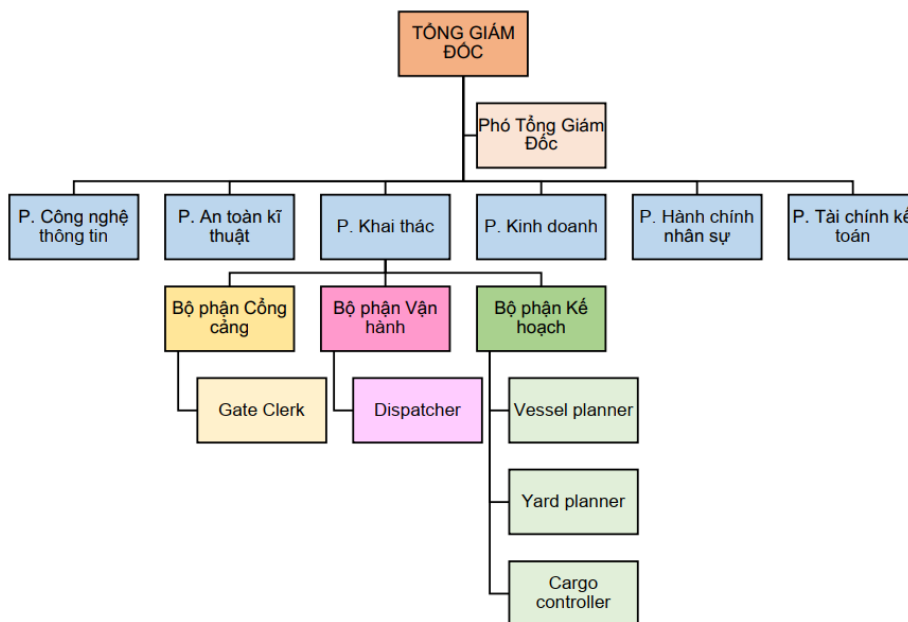 TỔNG GIÁM
ĐỐC
Phó Tổng Giám
Đốc
P. Công nghệ
thông tin
P. An toàn kĩ
thuật
P. Khai thác
P. Kinh doanh
P. Hành chính
nhân sự
P. Tài chính kế
toán
Bộ phận Cổng
cảng
Bộ phận Vận
hành
Bộ phận Kế
hoạch
Gate Clerk
Dispatcher
Vessel planner
Yard planner
Cargo
controller